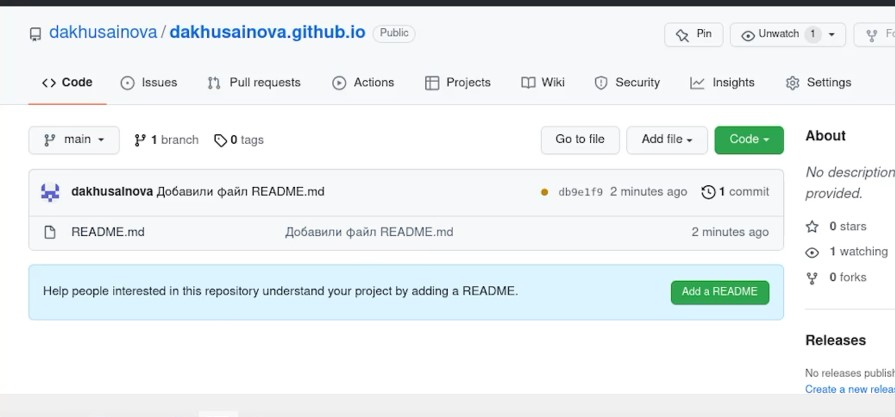 dakhusainova / dakhusainova.github.io Public
Pin
Unwatch 1
Code Issues Pull requests Actions Projects Wiki Security Insights Settings
main 1 branch 0 tags Go to file Add file Code
dakhusainova Добавили файл README.md db9e1f9 2 minutes ago 1 commit
README.md Добавили файл README.md 2 minutes ago
Help people interested in this repository understand your project by adding a README. Add a README
About
No description
provided.
0 stars
1 watching
0 forks
Releases
No releases
Create a new